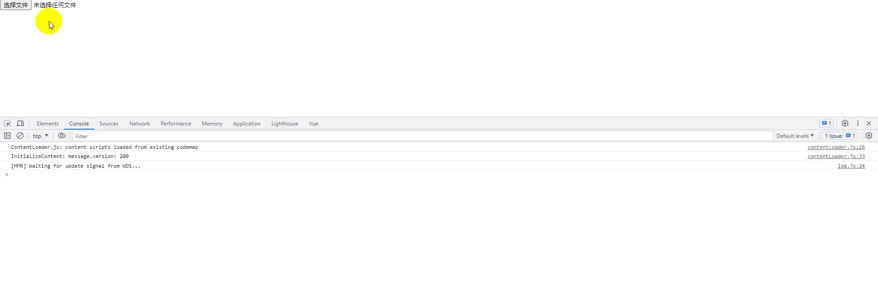 选择文件 未选择任何文件
Elements Console Sources Network Performance Memory Application Lighthouse Vue 1
top Filter Default levels 1 Issue: 1
ContentLoader.js: content scripts loaded from existing codemap contentLoader.js:26
InitializeContent: message.version: 200 contentLoader.js:33
[HMR] Waiting for update signal from WDS... log.js:24